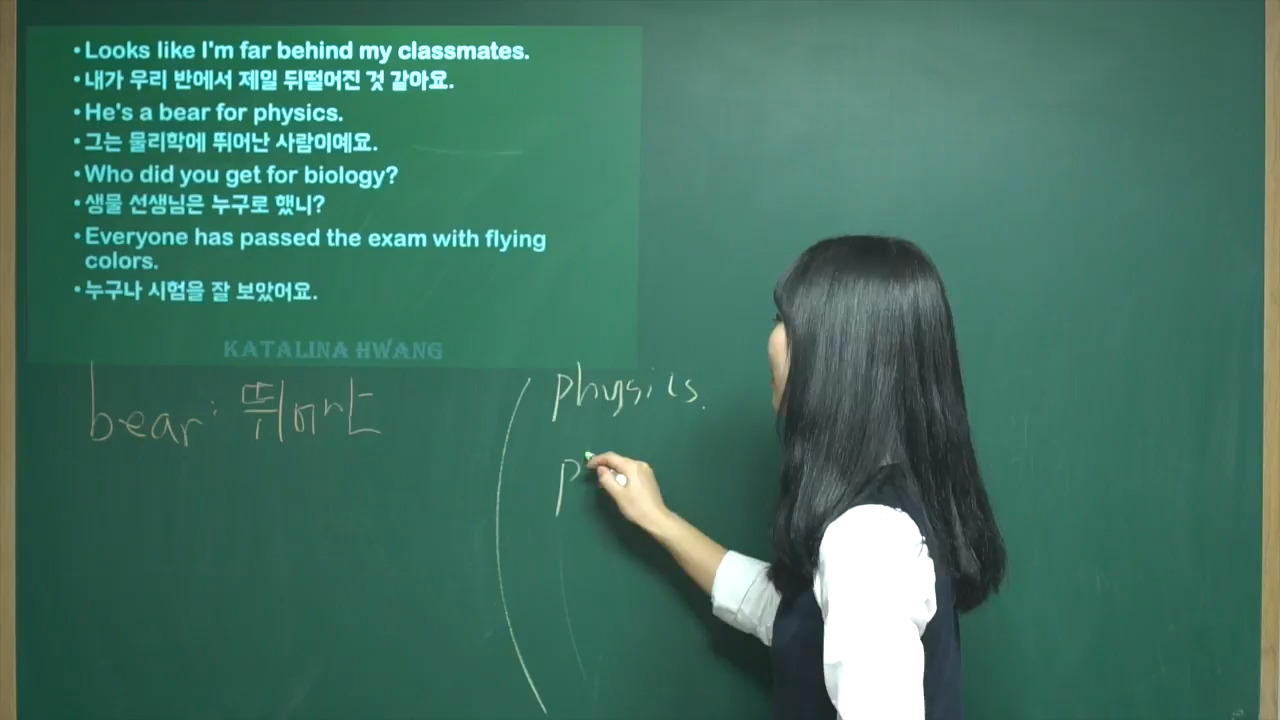 • Looks like I'm far behind my classmates.
• 내가 우리 반에서 제일 뒤떨어진 것 같아요.
• He's a bear for physics.
• 그는 물리학에 뛰어난 사람이예요.
• Who did you get for biology?
• 생물 선생님은 누구로 했니?
• Everyone has passed the exam with flying
colors.
• 누구나 시험을 잘 보았어요.
KATALINA HWANG
bear: 뛰어난
physics.
p